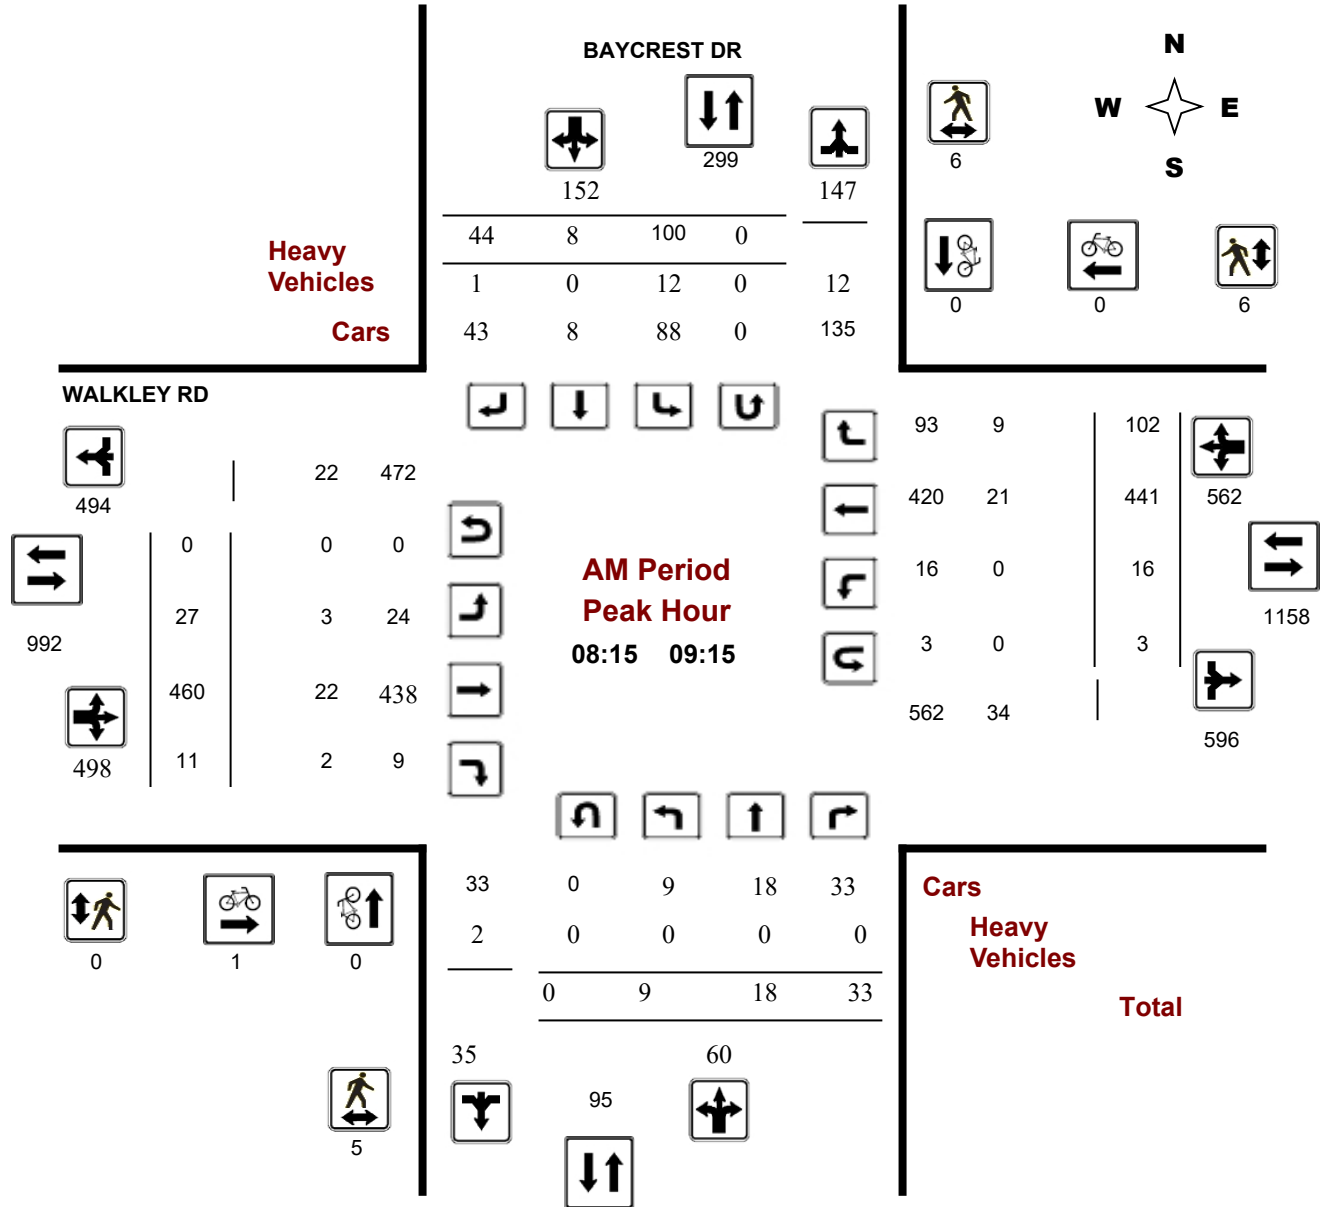 BAYCREST DR
N
W E
S
299
6
152
147
44 8 100 0
Heavy
Vehicles
1 0 12 0 12
0 0 6
Cars
43 8 88 0 135
WALKLEY RD
93 9 102
22 472
494
420 21 441 562
0 0 0
AM Period
16 0 16
Peak Hour
27 3 24
1158
992
08:15 09:15
3 0 3
460 22 438
562 34
596
498
11 2 9
33 0 9 18 33
Cars
2 0 0 0 0
Heavy
Vehicles
0 1 0
0 9 18 33
Total
35 60
95
5